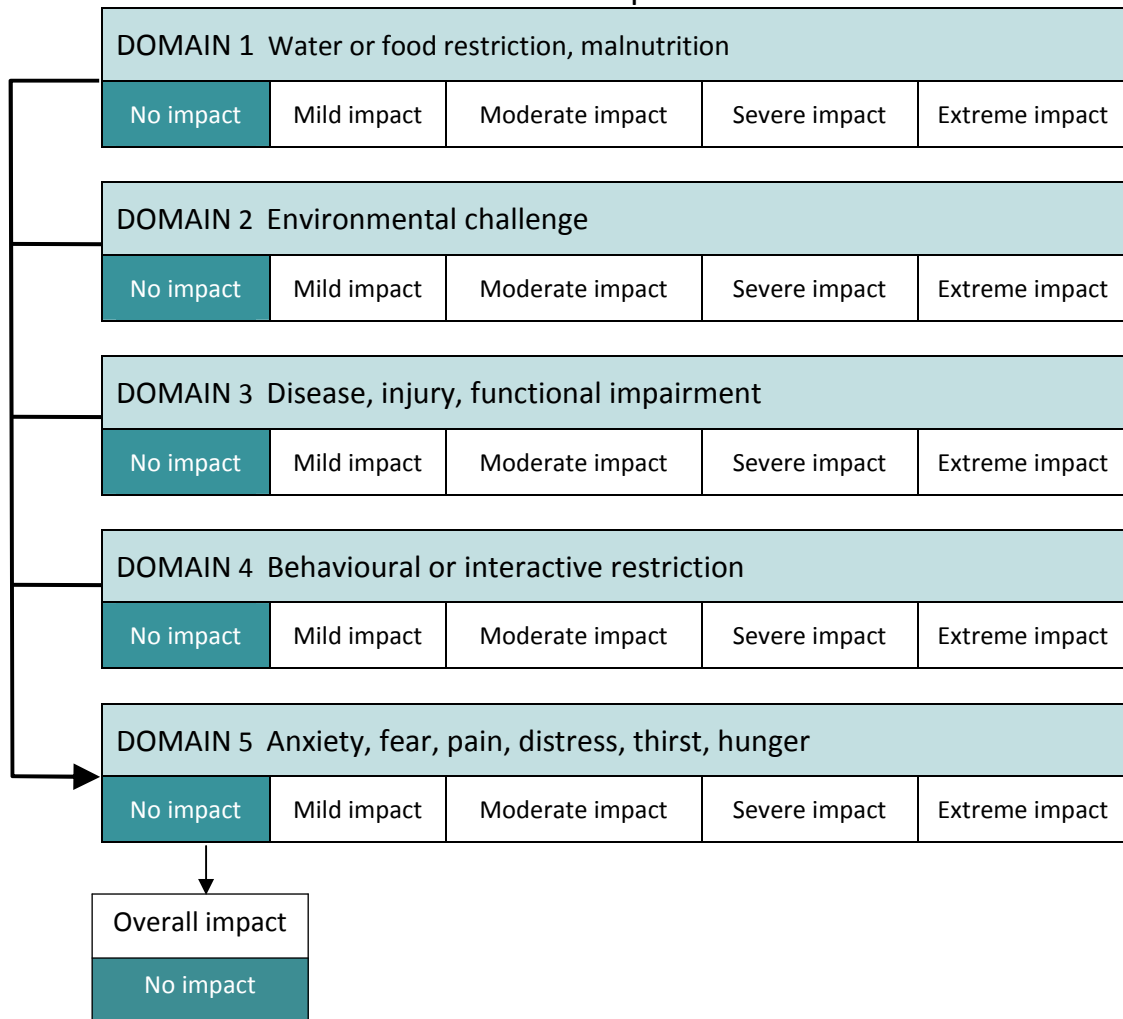 DOMAIN 1 Water or food restriction, malnutrition
No impact Mild impact Moderate impact Severe impact Extreme impact
DOMAIN 2 Environmental challenge
No impact Mild impact Moderate impact Severe impact Extreme impact
DOMAIN 3 Disease, injury, functional impairment
No impact Mild impact Moderate impact Severe impact Extreme impact
DOMAIN 4 Behavioural or interactive restriction
No impact Mild impact Moderate impact Severe impact Extreme impact
DOMAIN 5 Anxiety, fear, pain, distress, thirst, hunger
No impact Mild impact Moderate impact Severe impact Extreme impact
Overall impact
No impact